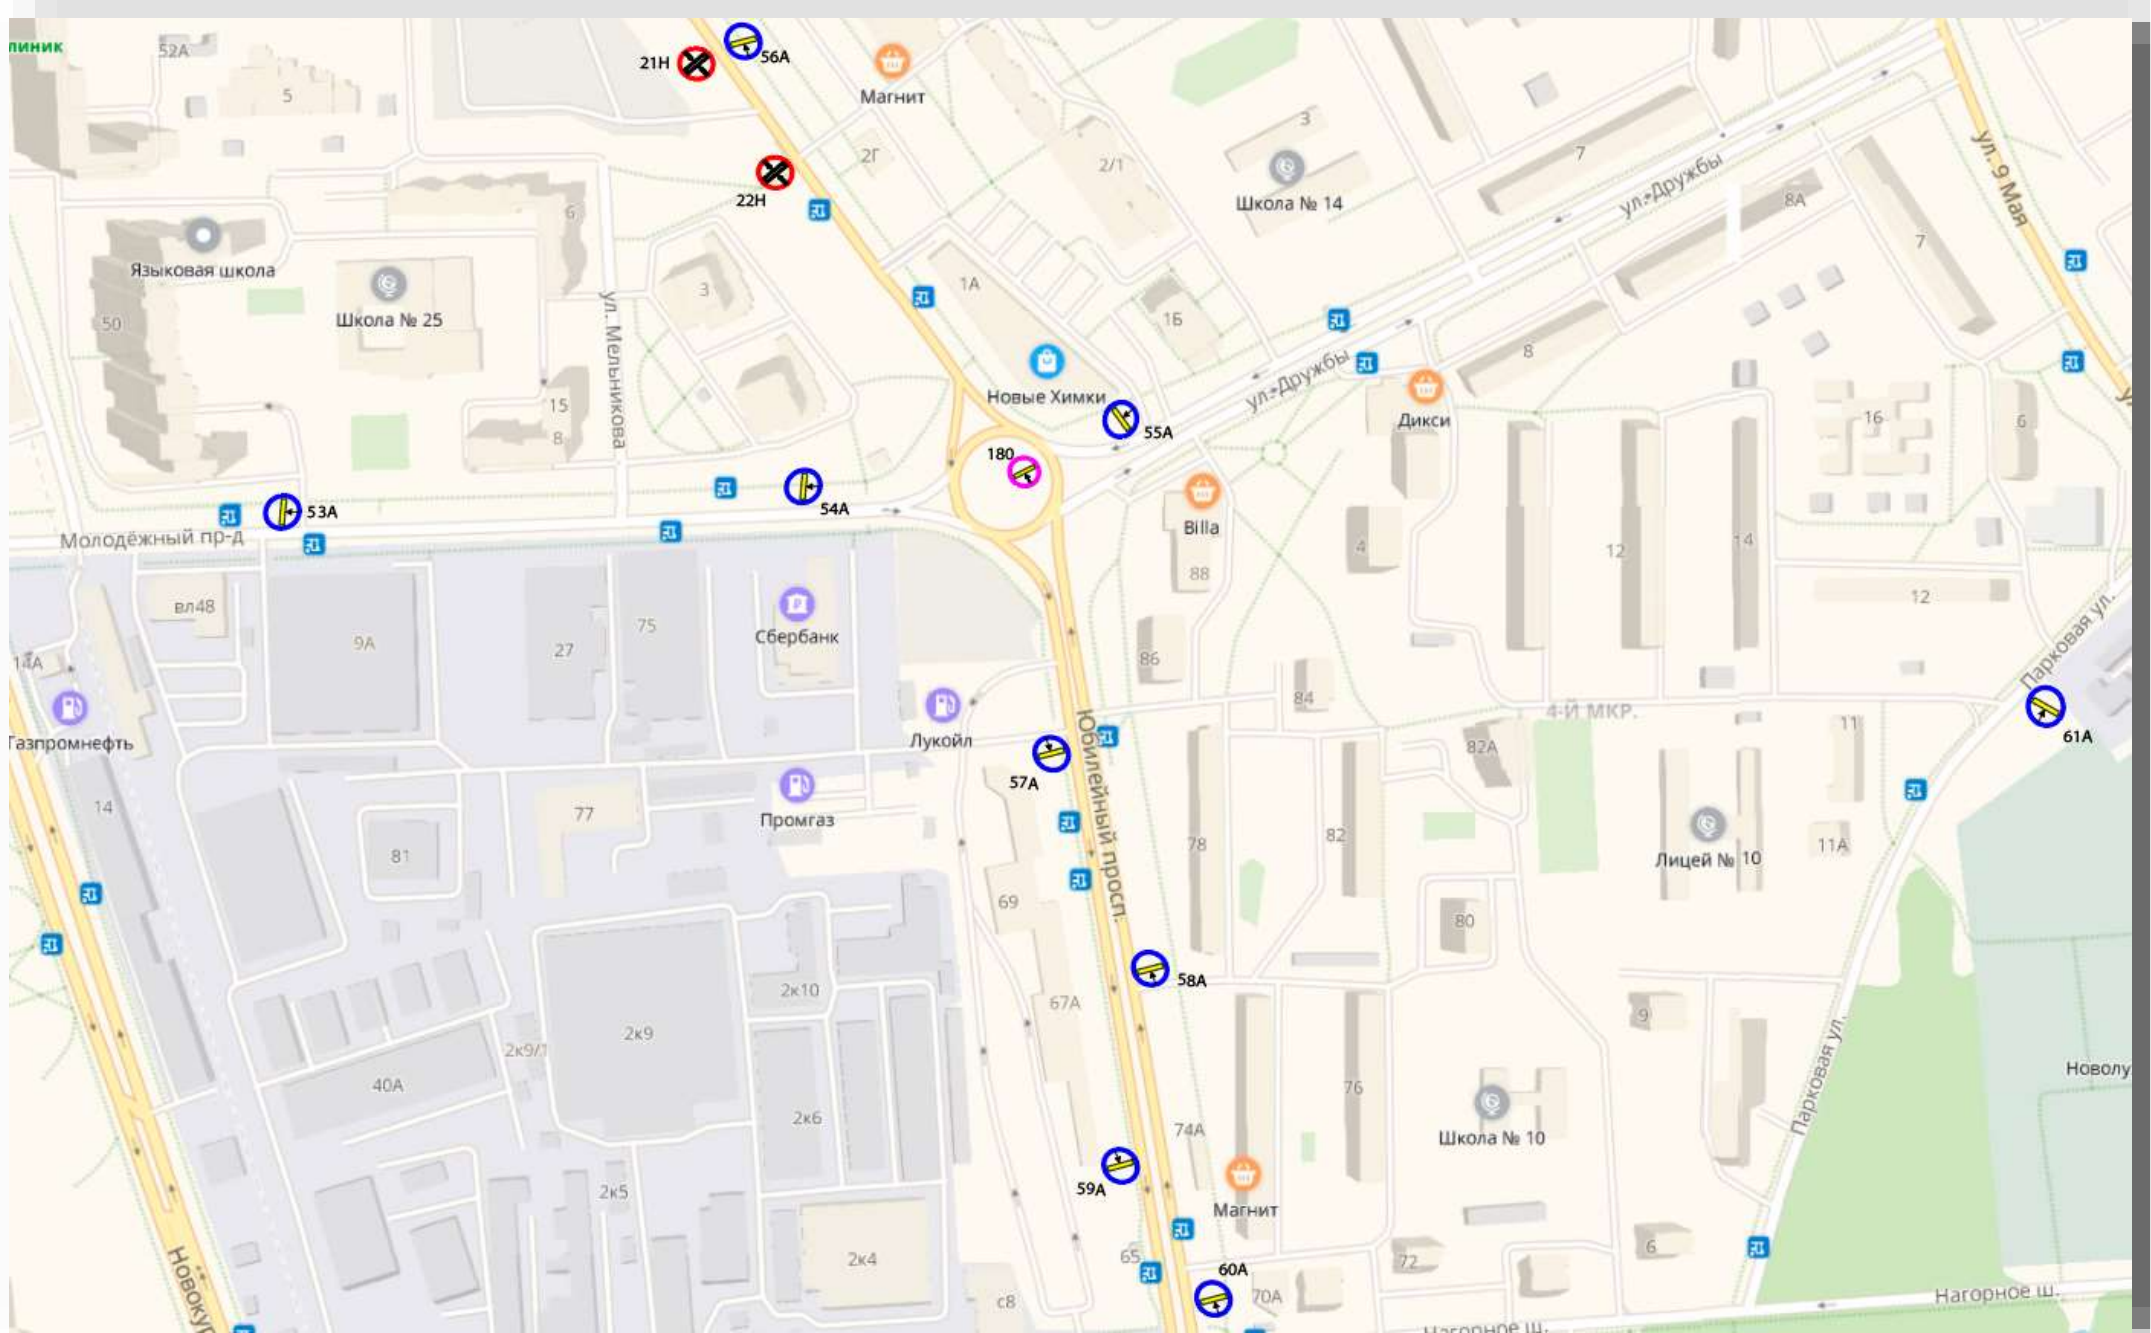 линик
52А
5
21Н
56А
Магнит
2Г
22Н
2/1
3
Школа № 14
7
ул. Дружбы
8А
ул. 9 Мая
7
6
Языковая школа
50
Школа № 25
ул. Мельникова
3
1А
1Б
Новые Химки
ул. Дружбы
8
Дикси
16
6
15
8
55А
180
53А
54А
Молодёжный пр-д
Billa
88
4
12
14
12
Парковая ул.
вл48
9А
27
75
Сбербанк
86
84
14А
Газпромнефть
Лукойл
Юбилейный просп.
4-Й МКР.
82А
11
61А
57А
14
77
Промгаз
81
78
82
Лицей № 10
11А
69
80
58А
2к10
67А
2к9
2к9/1
9
40А
76
Парковая ул.
Новолу
2к6
74А
Школа № 10
2к5
59А
Магнит
2к4
65
72
6
60А
70А
с8
Новокур
Нагорное ш.
Нагорное ш.